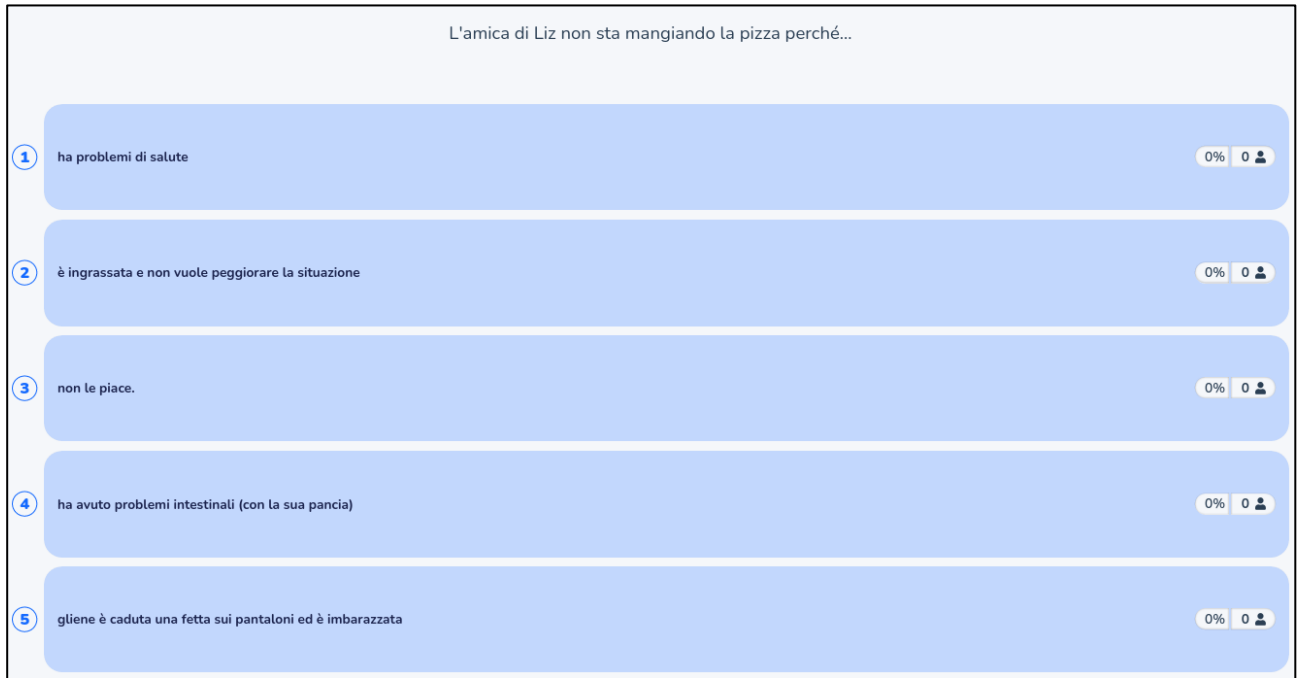 L'amica di Liz non sta mangiando la pizza perché...
1 ha problemi di salute 0% 0
2 è ingrassata e non vuole peggiorare la situazione 0% 0
3 non le piace. 0% 0
4 ha avuto problemi intestinali (con la sua pancia) 0% 0
5 gliene è caduta una fetta sui pantaloni ed è imbarazzata 0% 0